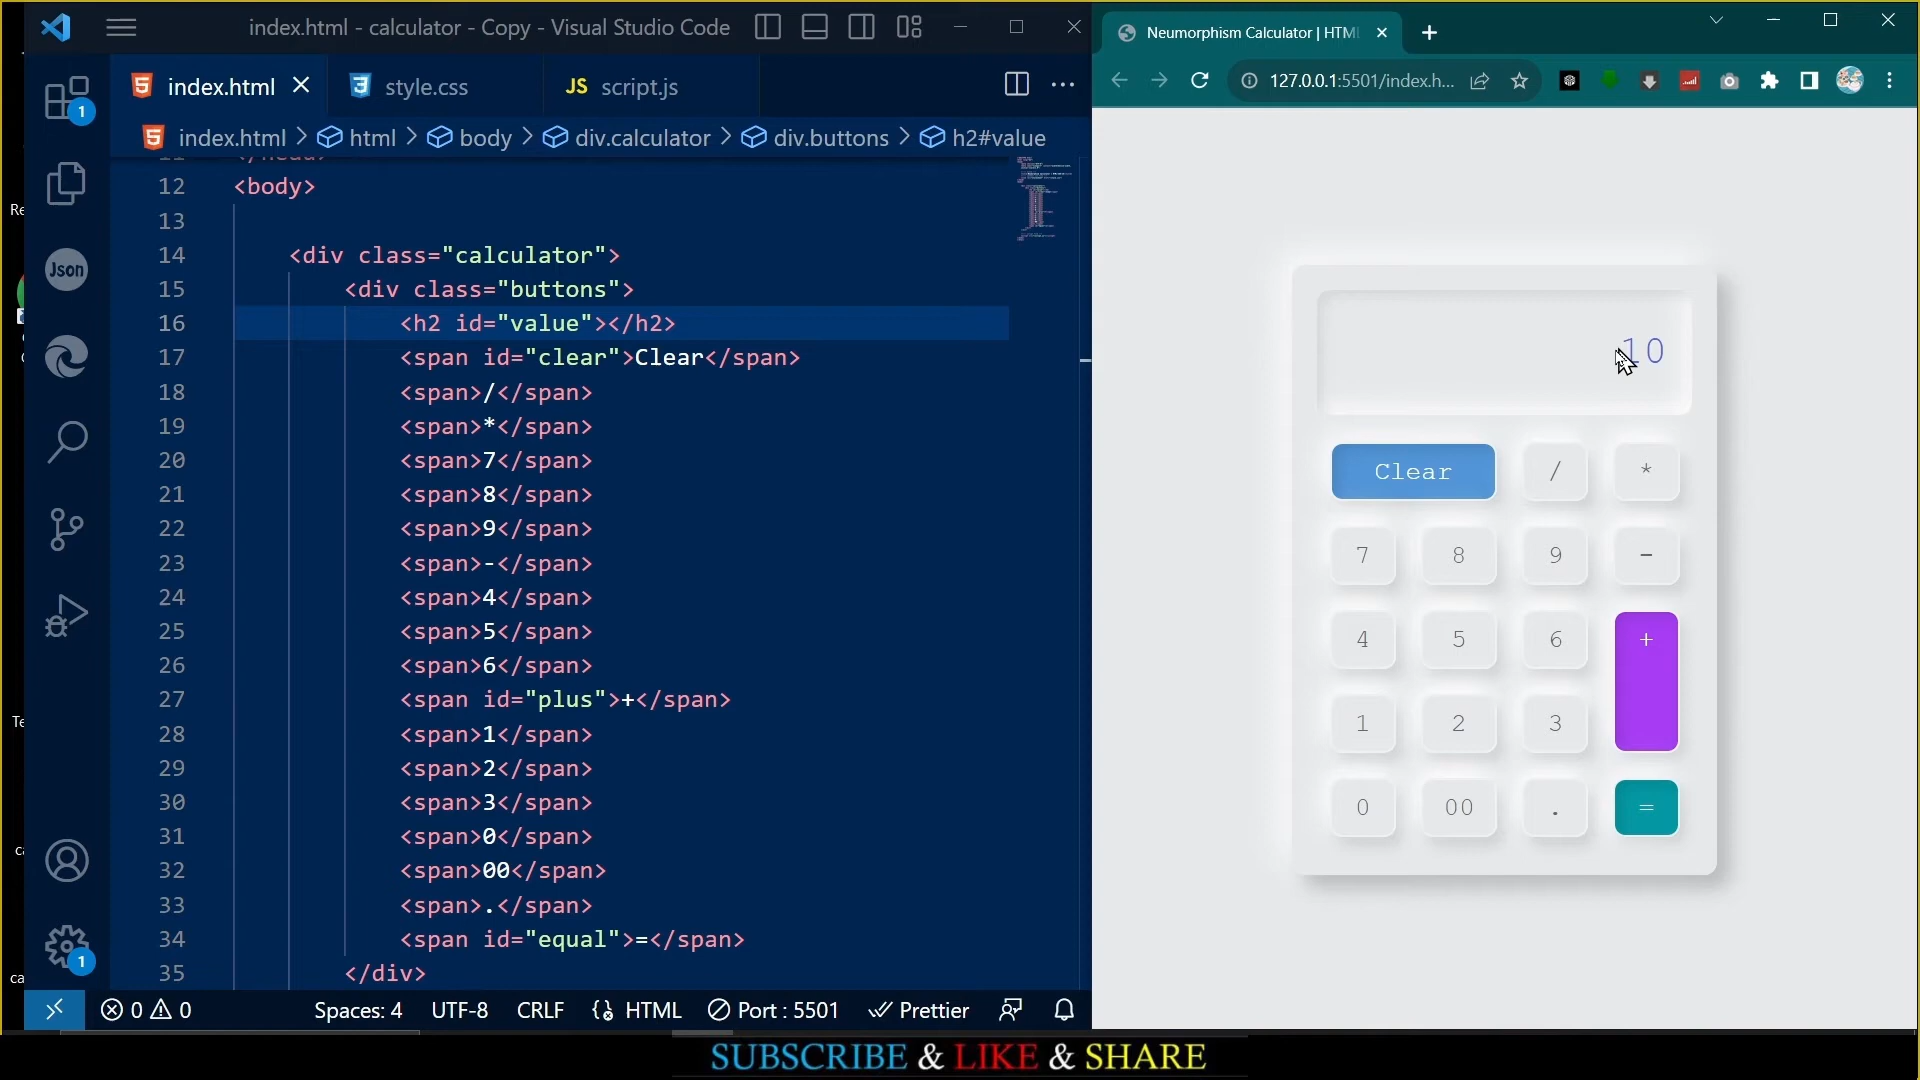 index.html - calculator - Copy - Visual Studio Code
index.html
style.css
JS script.js
index.html > html > body > div.calculator > div.buttons > h2#value
12 <body>
13
14 <div class="calculator">
15 <div class="buttons">
16 <h2 id="value"></h2>
17 <span id="clear">Clear</span>
18 <span>/</span>
19 <span>*</span>
20 <span>7</span>
21 <span>8</span>
22 <span>9</span>
23 <span>-</span>
24 <span>4</span>
25 <span>5</span>
26 <span>6</span>
27 <span id="plus">+</span>
28 <span>1</span>
29 <span>2</span>
30 <span>3</span>
31 <span>0</span>
32 <span>00</span>
33 <span>.</span>
34 <span id="equal">=</span>
35 </div>
1
Json
1
0 0
Spaces: 4 UTF-8 CRLF HTML Port : 5501 Prettier
Neumorphism Calculator | HTM
127.0.0.1:5501/index.h...
10
Clear / *
7 8 9 -
4 5 6 +
1 2 3
0 00 . =
SUBSCRIBE & LIKE & SHARE